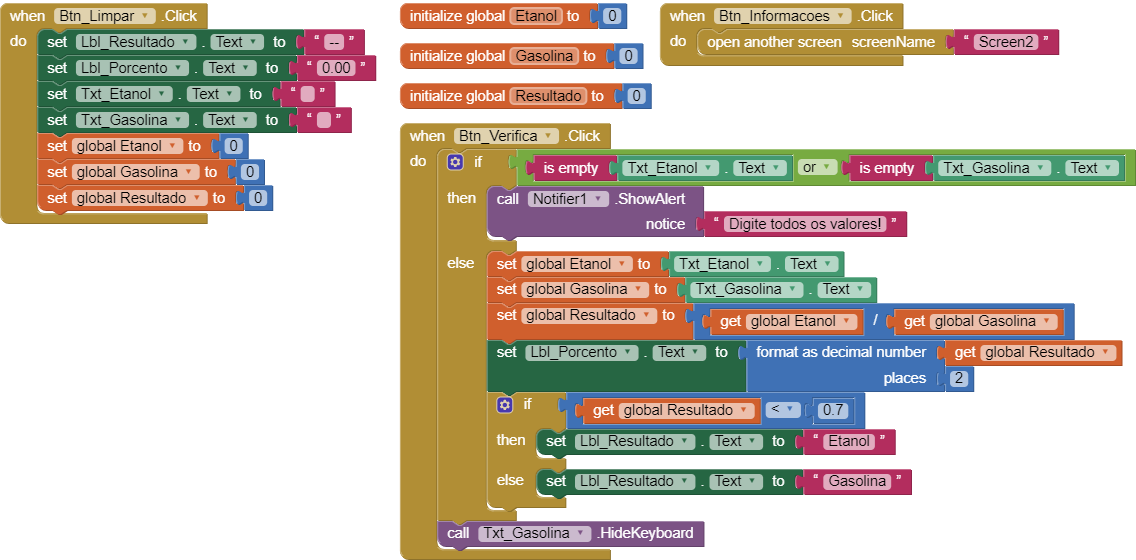 when Btn_Limpar .Click
do set Lbl_Resultado . Text to “ -- ”
set Lbl_Porcento . Text to “ 0.00 ”
set Txt_Etanol . Text to “ ”
set Txt_Gasolina . Text to “ ”
set global Etanol to 0
set global Gasolina to 0
set global Resultado to 0
initialize global Etanol to 0
initialize global Gasolina to 0
initialize global Resultado to 0
when Btn_Informacoes .Click
do open another screen screenName “ Screen2 ”
when Btn_Verifica .Click
do if is empty Txt_Etanol . Text or is empty Txt_Gasolina . Text
then call Notifier1 .ShowAlert
notice “ Digite todos os valores! ”
else set global Etanol to Txt_Etanol . Text
set global Gasolina to Txt_Gasolina . Text
set global Resultado to get global Etanol / get global Gasolina
set Lbl_Porcento . Text to format as decimal number get global Resultado
places 2
if get global Resultado < 0.7
then set Lbl_Resultado . Text to “ Etanol ”
else set Lbl_Resultado . Text to “ Gasolina ”
call Txt_Gasolina .HideKeyboard